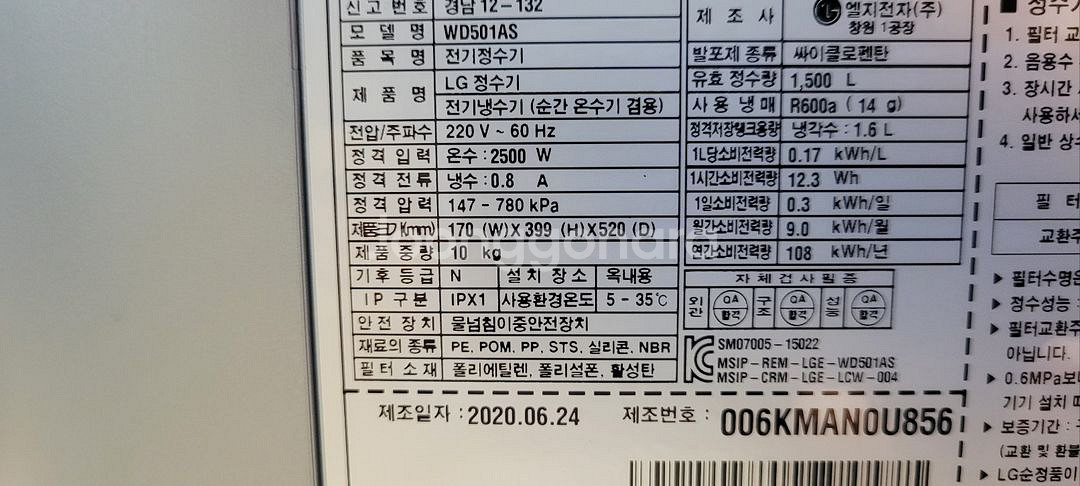 신고번호 경남 12-132
모델명 WD501AS
품목명 전기정수기
제품명 LG 정수기
전기냉수기 (순간 온수기 겸용)
전압/주파수 220 V ~ 60 Hz
정격입력 온수 : 2500 W
정격전류 냉수 : 0.8 A
정격압력 147 - 780 kPa
제품크기(mm) 170 (W) X 399 (H) X 520 (D)
제품중량 10 kg
기후등급 N 설치장소 옥내용
IP 구분 IPX1 사용환경온도 5 - 35℃
안전장치 물넘침이중안전장치
재료의 종류 PE, POM, PP, STS, 실리콘, NBR
필터소재 폴리에틸렌, 폴리설폰, 활성탄
제조사 LG 엘지전자(주)
창원 1공장
발포제 종류 싸이클로펜탄
유효 정수량 1,500 L
사용냉매 R600a ( 14 g)
정격저장탱크용량 냉각수 : 1.6 L
1L당소비전력량 0.17 kWh/L
1시간소비전력량 12.3 Wh
1일소비전력량 0.3 kWh/일
월간소비전력량 9.0 kWh/월
연간소비전력량 108 kWh/년
자체검사필증
외관 QA 합격 구조 QA 합격 성능 QA 합격
SM07005-15022
MSIP-REM-LGE-WD501AS
MSIP-CRM-LGE-LCW-004
제조일자 : 2020.06.24 제조번호 : 006KMAN0U856
■ 정수기
1. 필터 교
2. 음용수
3. 장시간
사용하시
4. 일반 상수
필터
교환주
▶ 필터수명은
▶ 정수성능
▶ 필터교환주
아닙니다.
▶ 0.6MPa보다
기기 설치
▶ 보증기간 :
(교환 및 환불
▶ LG순정품이
joonggonara